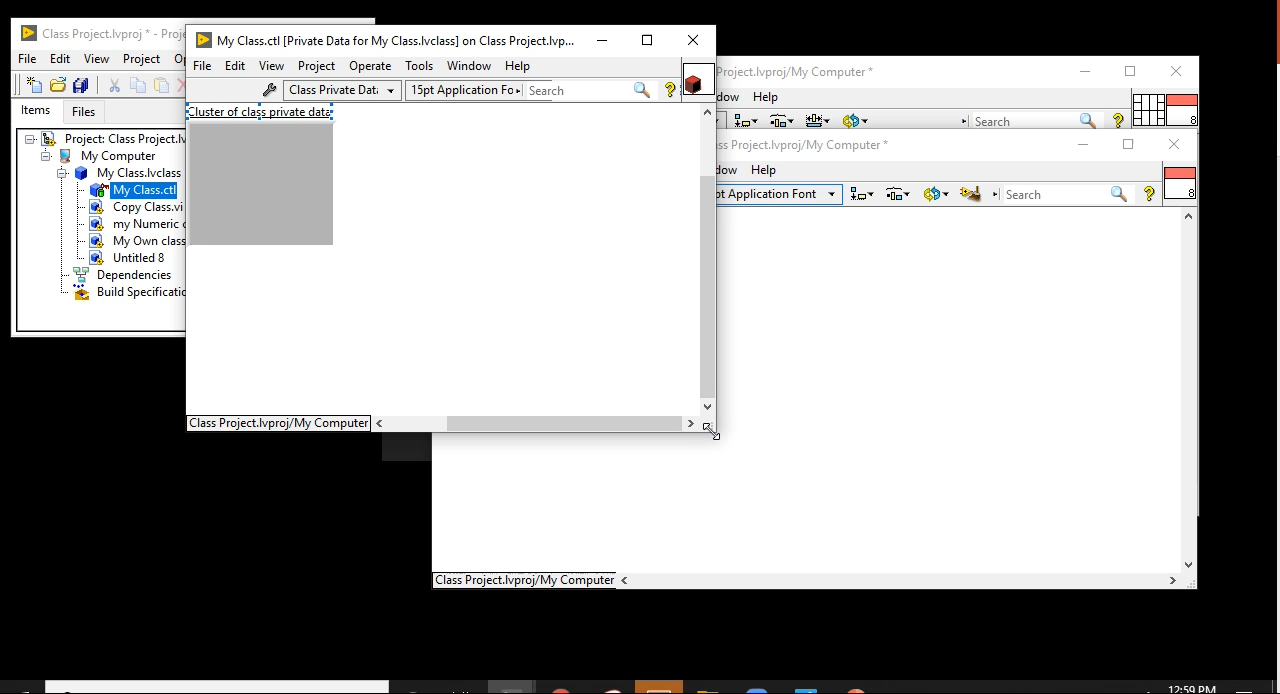 Class Project.lvproj * - Proje
File Edit View Project Op
Items Files
Project: Class Project.lv
My Computer
My Class.lvclass
My Class.ctl
Copy Class.vi
my Numeric c
My Own class
Untitled 8
Dependencies
Build Specificatio
My Class.ctl [Private Data for My Class.lvclass] on Class Project.lvp...
File Edit View Project Operate Tools Window Help
Class Private Data 15pt Application Fo Search ?
Cluster of class private data
Class Project.lvproj/My Computer
Project.lvproj/My Computer *
dow Help
Search ? 8
ss Project.lvproj/My Computer *
dow Help
pt Application Font Search ? 8
Class Project.lvproj/My Computer
12:59 PM